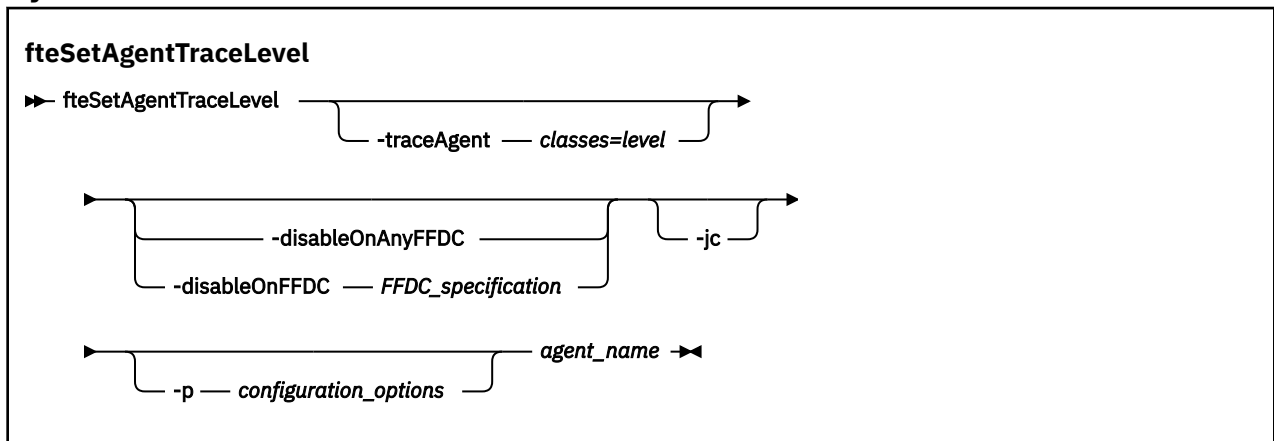 fteSetAgentTraceLevel
fteSetAgentTraceLevel
-traceAgent classes=level
-disableOnAnyFFDC
-jc
-disableOnFFDC FFDC_specification
agent_name
-p configuration_options